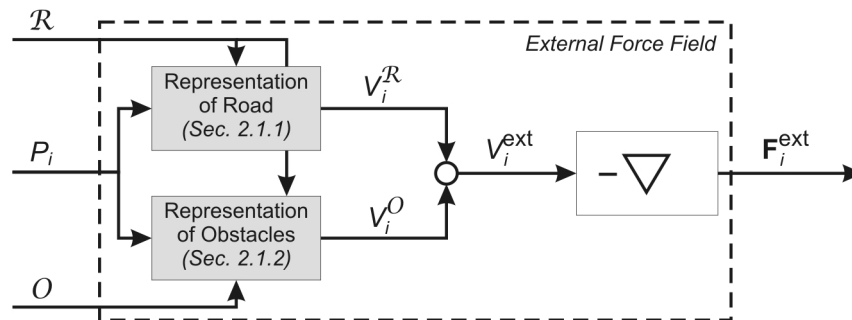 ℛ
External Force Field
Representation
of Road
(Sec. 2.1.1)
V_i^ℛ
P_i
V_i^ext
−∇
F_i^ext
Representation
of Obstacles
(Sec. 2.1.2)
V_i^O
O